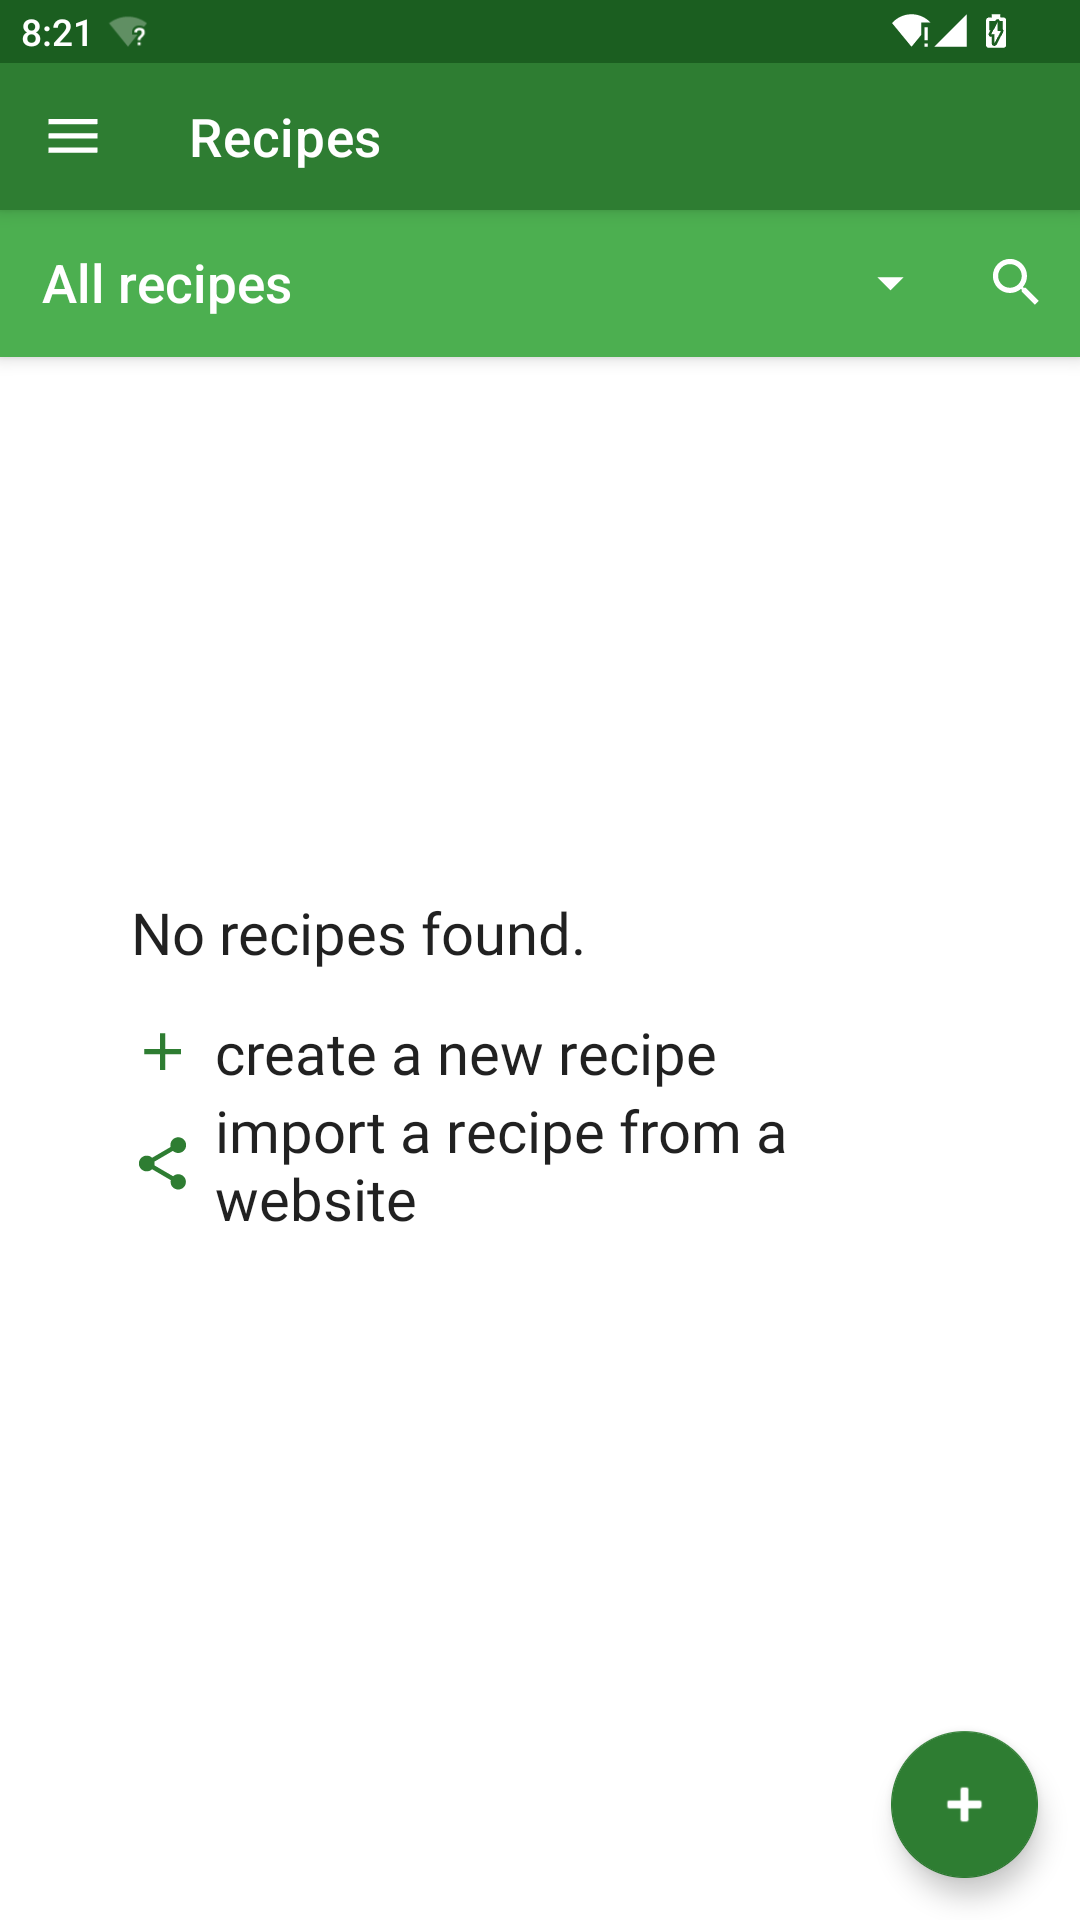 8:21
Recipes
All recipes
No recipes found.
create a new recipe
import a recipe from a
website